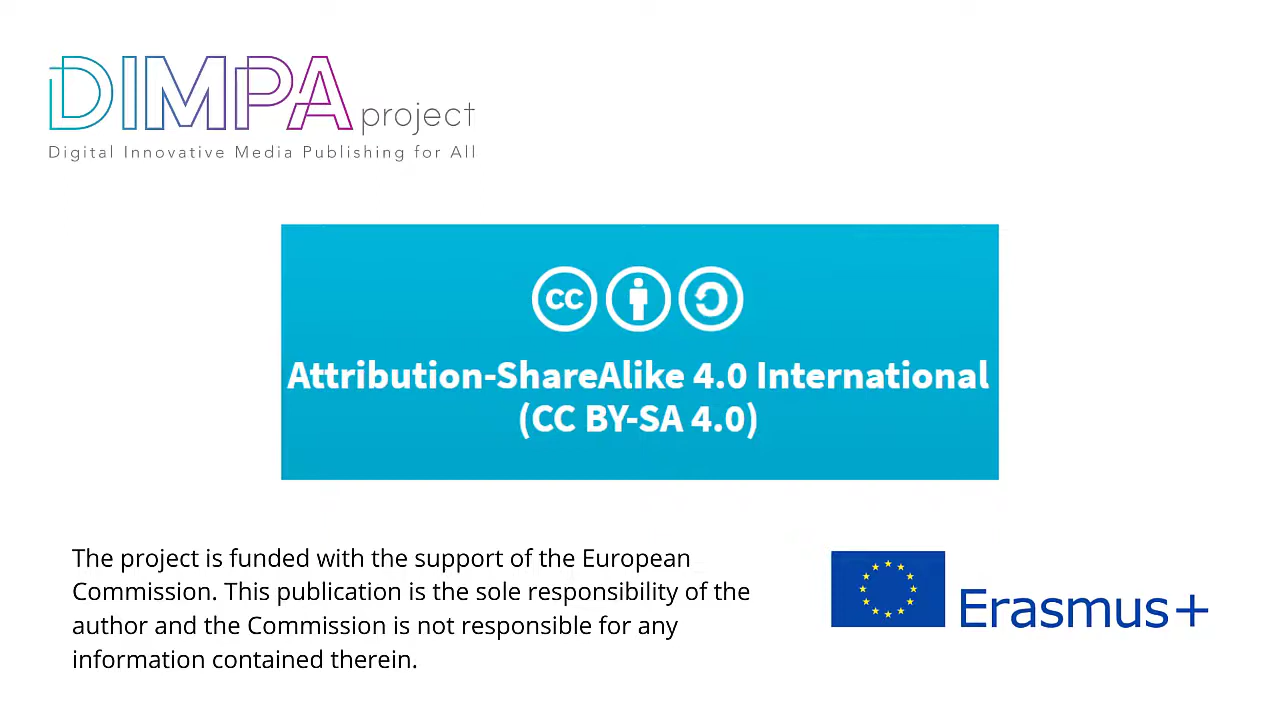 DIMPA project
Digital Innovative Media Publishing for All
cc
Attribution-ShareAlike 4.0 International
(CC BY-SA 4.0)
The project is funded with the support of the European
Commission. This publication is the sole responsibility of the
author and the Commission is not responsible for any
information contained therein.
Erasmus+